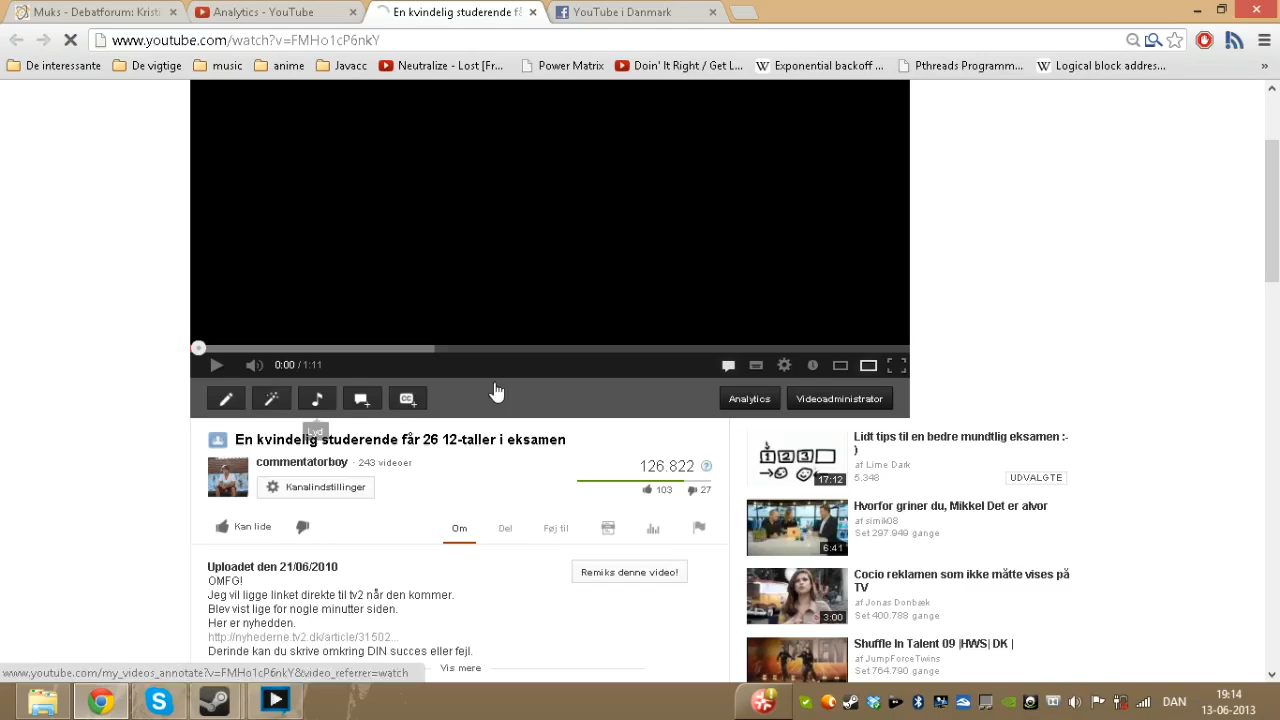 Muks - Debatforum: Kristi
Analytics - YouTube
En kvindelig studerende få
YouTube i Danmark
www.youtube.com/watch?v=FMHo1cP6nkY
De interessante
De vigtige
music
anime
Javacc
Neutralize - Lost [Fr...
Power Matrix
Doin' It Right / Get L...
Exponential backoff ...
Pthreads Programm...
Logical block addres...
»
0:00 / 1:11
CC
Analytics
Videoadministrator
Lyd
En kvindelig studerende får 26 12-taller i eksamen
commentatorboy - 243 videoer
Kanalindstillinger
126.822
103 27
Kan lide
Om
Del
Føj til
Uploadet den 21/06/2010
Remiks denne video!
OMFG!
Jeg vil ligge linket direkte til tv2 når den kommer.
Blev vist lige for nogle minutter siden.
Her er nyhedden.
http://nyhederne.tv2.dk/article/31502...
Derinde kan du skrive omkring DIN succes eller fejl.
Vis mere
1 2 3
17:12
Lidt tips til en bedre mundtlig eksamen :-
)
af Lime Dark
5.348
UDVALGTE
6:41
Hvorfor griner du, Mikkel Det er alvor
af simik08
Set 297.949 gange
3:00
Cocio reklamen som ikke måtte vises på
TV
af Jonas Donbæk
Set 400.788 gange
Shuffle In Talent 09 |HWS| DK |
af JumpForceTwins
Set 764.790 gange
www.youtube.com/my_videos_annotate?v=FMHo1cP6nkY&video_referrer=watch
DAN
19:14
13-06-2013